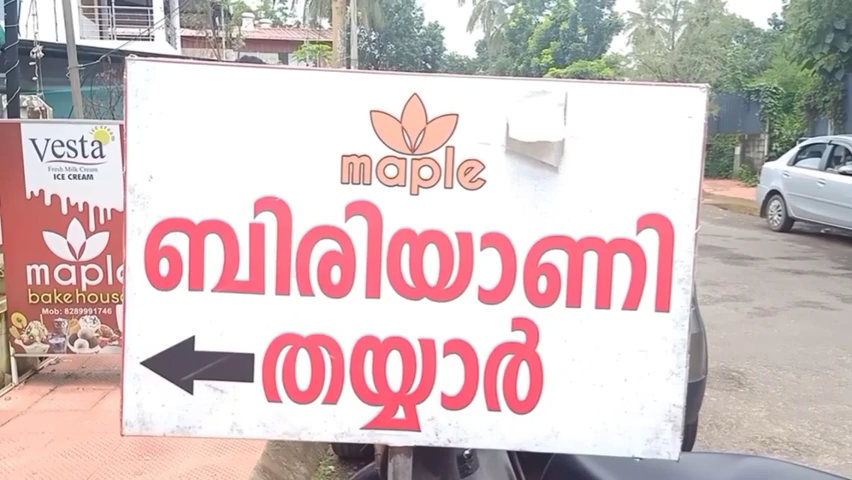 maple
ബിരിയാണി
തയ്യാർ
Vesta
Fresh Milk Cream
ICE CREAM
maple
bakehouse
Mob: 8289991746